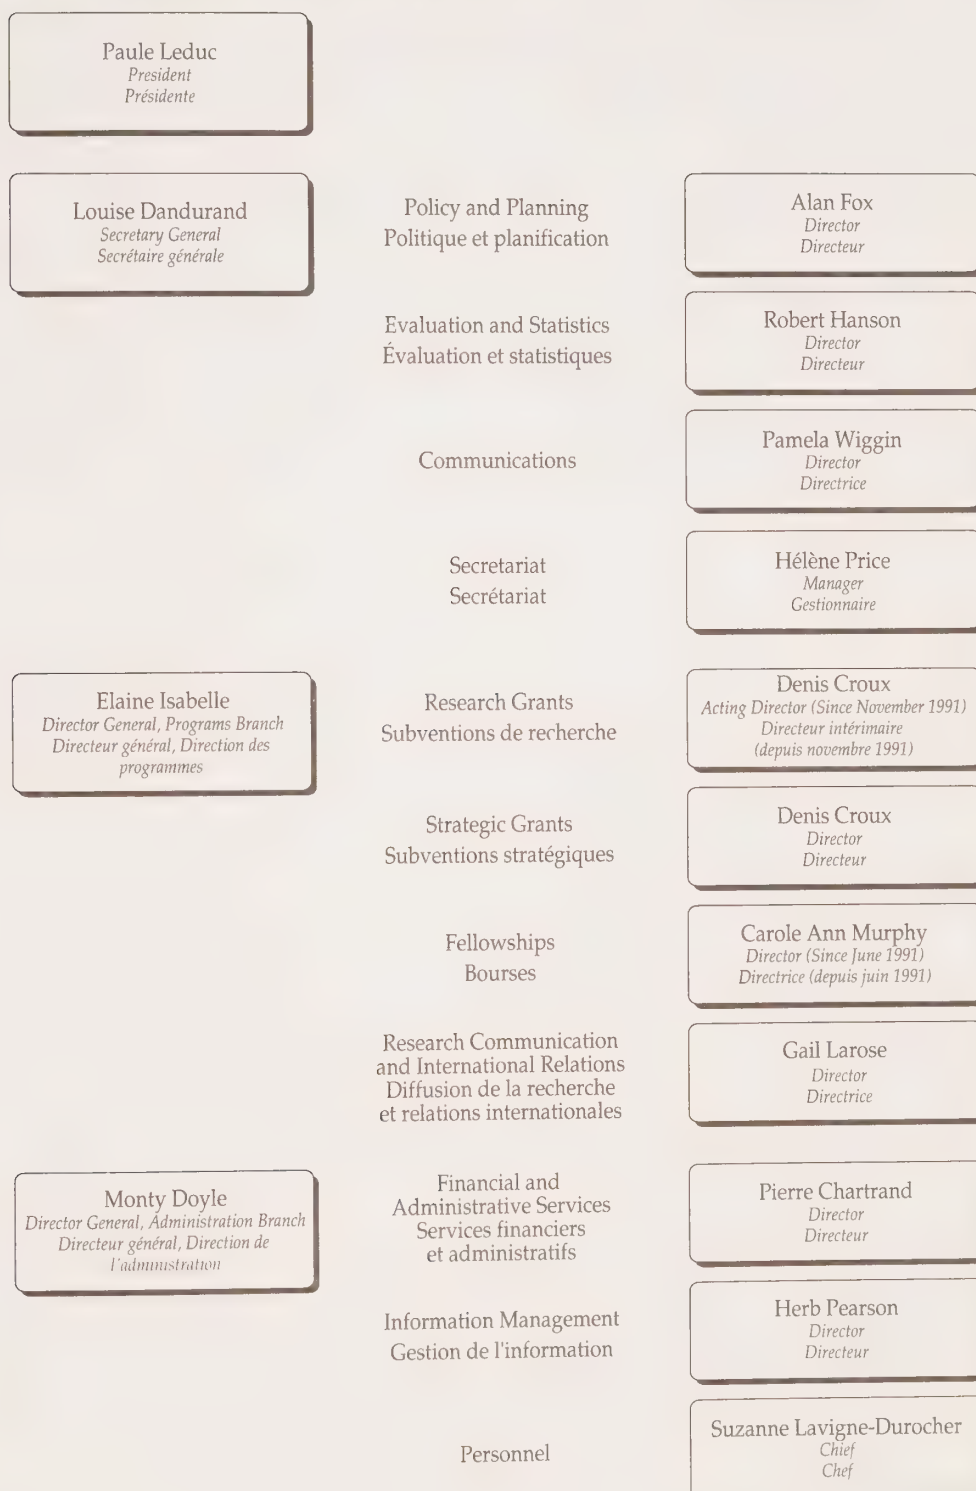 Paule Leduc
President
Présidente
Louise Dandurand
Secretary General
Secrétaire générale
Policy and Planning
Politique et planification
Alan Fox
Director
Directeur
Evaluation and Statistics
Évaluation et statistiques
Robert Hanson
Director
Directeur
Communications
Pamela Wiggin
Director
Directrice
Secretariat
Secrétariat
Hélène Price
Manager
Gestionnaire
Elaine Isabelle
Director General, Programs Branch
Directeur général, Direction des
programmes
Research Grants
Subventions de recherche
Denis Croux
Acting Director (Since November 1991)
Directeur intérimaire
(depuis novembre 1991)
Strategic Grants
Subventions stratégiques
Denis Croux
Director
Directeur
Fellowships
Bourses
Carole Ann Murphy
Director (Since June 1991)
Directrice (depuis juin 1991)
Research Communication
and International Relations
Diffusion de la recherche
et relations internationales
Gail Larose
Director
Directrice
Monty Doyle
Director General, Administration Branch
Directeur général, Direction de
l'administration
Financial and
Administrative Services
Services financiers
et administratifs
Pierre Chartrand
Director
Directeur
Information Management
Gestion de l'information
Herb Pearson
Director
Directeur
Personnel
Suzanne Lavigne-Durocher
Chief
Chef